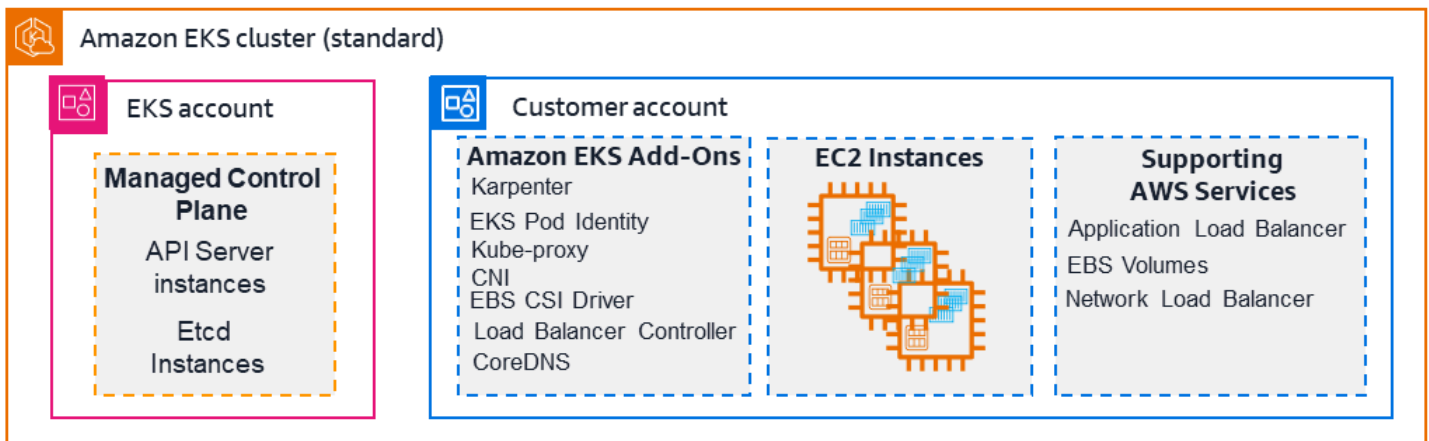 Amazon EKS cluster (standard)
EKS account
Managed Control
Plane
API Server
instances
Etcd
Instances
Customer account
Amazon EKS Add-Ons
Karpenter
EKS Pod Identity
Kube-proxy
CNI
EBS CSI Driver
Load Balancer Controller
CoreDNS
EC2 Instances
Supporting
AWS Services
Application Load Balancer
EBS Volumes
Network Load Balancer